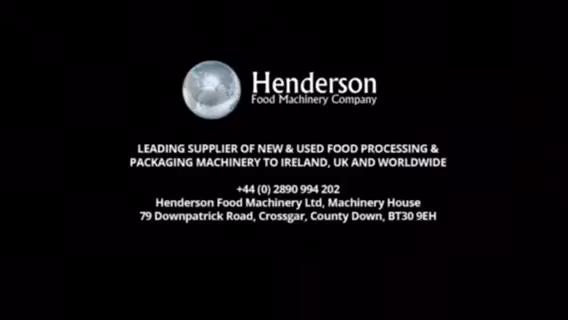 Henderson
Food Machinery Company
LEADING SUPPLIER OF NEW & USED FOOD PROCESSING &
PACKAGING MACHINERY TO IRELAND, UK AND WORLDWIDE
+44 (0) 2890 994 202
Henderson Food Machinery Ltd, Machinery House
79 Downpatrick Road, Crossgar, County Down, BT30 9EH